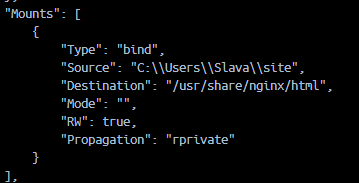 "Mounts": [
{
"Type": "bind",
"Source": "C:\\Users\\Slava\\site",
"Destination": "/usr/share/nginx/html",
"Mode": "",
"RW": true,
"Propagation": "rprivate"
}
],